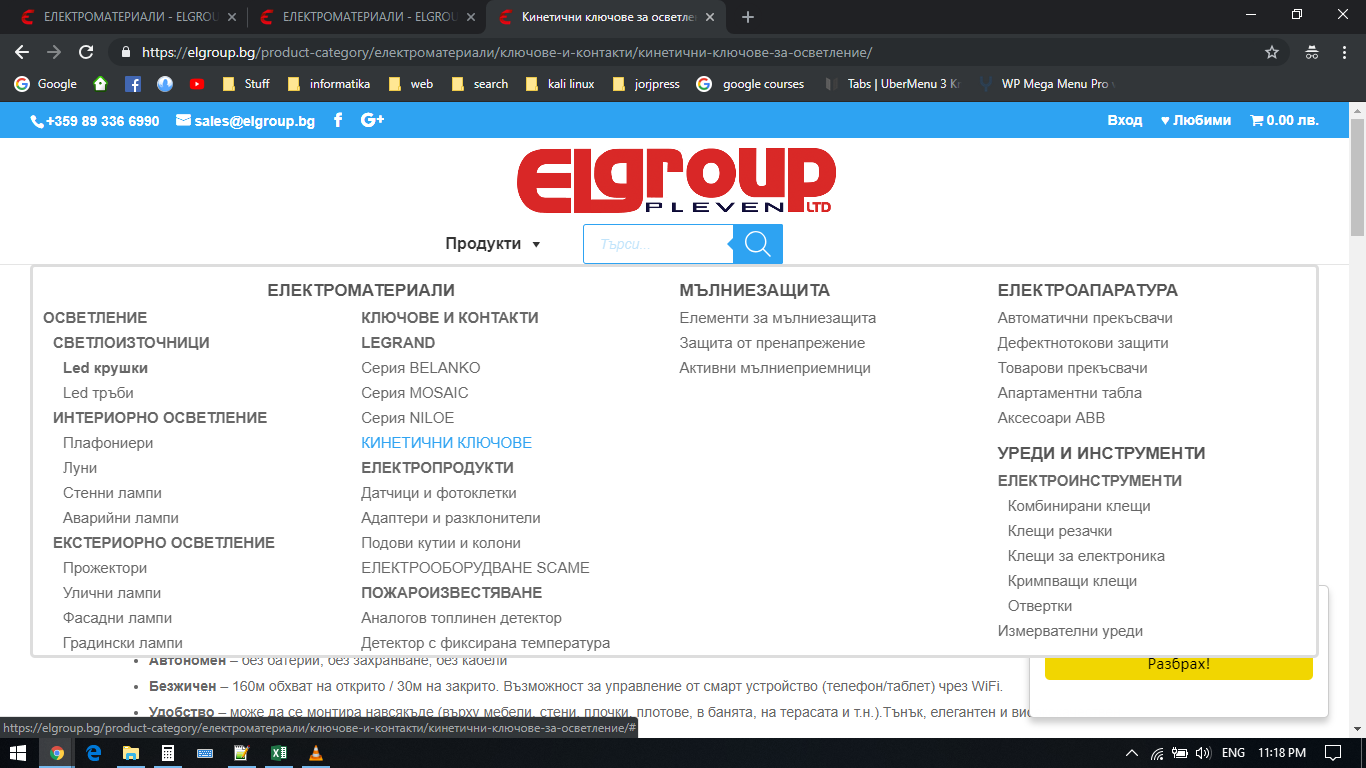 ЕЛЕКТРОМАТЕРИАЛИ - ELGROUP
ЕЛЕКТРОМАТЕРИАЛИ - ELGROU
Кинетични ключове за осветле
https://elgroup.bg/product-category/електроматериали/ключове-и-контакти/кинетични-ключове-за-осветление/
Google Stuff informatika web search kali linux jorjpress google courses Tabs | UberMenu 3 Kn WP Mega Menu Pro
+359 89 336 6990 sales@elgroup.bg f G+ Вход ♥ Любими 0.00 лв.
ELGROUP
PLEVEN LTD
Продукти ▼ Търси...
ЕЛЕКТРОМАТЕРИАЛИ
ОСВЕТЛЕНИЕ
СВЕТЛОИЗТОЧНИЦИ
Led крушки
Led тръби
ИНТЕРИОРНО ОСВЕТЛЕНИЕ
Плафониери
Луни
Стенни лампи
Аварийни лампи
ЕКСТЕРИОРНО ОСВЕТЛЕНИЕ
Прожектори
Улични лампи
Фасадни лампи
Градински лампи
КЛЮЧОВЕ И КОНТАКТИ
LEGRAND
Серия BELANKO
Серия MOSAIC
Серия NILOE
КИНЕТИЧНИ КЛЮЧОВЕ
ЕЛЕКТРОПРОДУКТИ
Датчици и фотоклетки
Адаптери и разклонители
Подови кутии и колони
ЕЛЕКТРООБОРУДВАНЕ SCAME
ПОЖАРОИЗВЕСТЯВАНЕ
Аналогов топлинен детектор
Детектор с фиксирана температура
МЪЛНИЕЗАЩИТА
Елементи за мълниезащита
Защита от пренапрежение
Активни мълниеприемници
ЕЛЕКТРОАПАРАТУРА
Автоматични прекъсвачи
Дефектнотокови защити
Товарови прекъсвачи
Апартаментни табла
Аксесоари ABB
УРЕДИ И ИНСТРУМЕНТИ
ЕЛЕКТРОИНСТРУМЕНТИ
Комбинирани клещи
Клещи резачки
Клещи за електроника
Кримпващи клещи
Отвертки
Измервателни уреди
• Автономен – без батерии, без захранване, без кабели
• Безжичен – 160м обхват на открито / 30м на закрито. Възможност за управление от смарт устройство (телефон/таблет) чрез WiFi.
• Удобство – може да се монтира навсякъде (върху мебели, стени, плочки, плотове, в банята, на терасата и т.н.).Тънък, елегантен и вис
Разбрах!
https://elgroup.bg/product-category/електроматериали/ключове-и-контакти/кинетични-ключове-за-осветление/#
ENG 11:18 PM